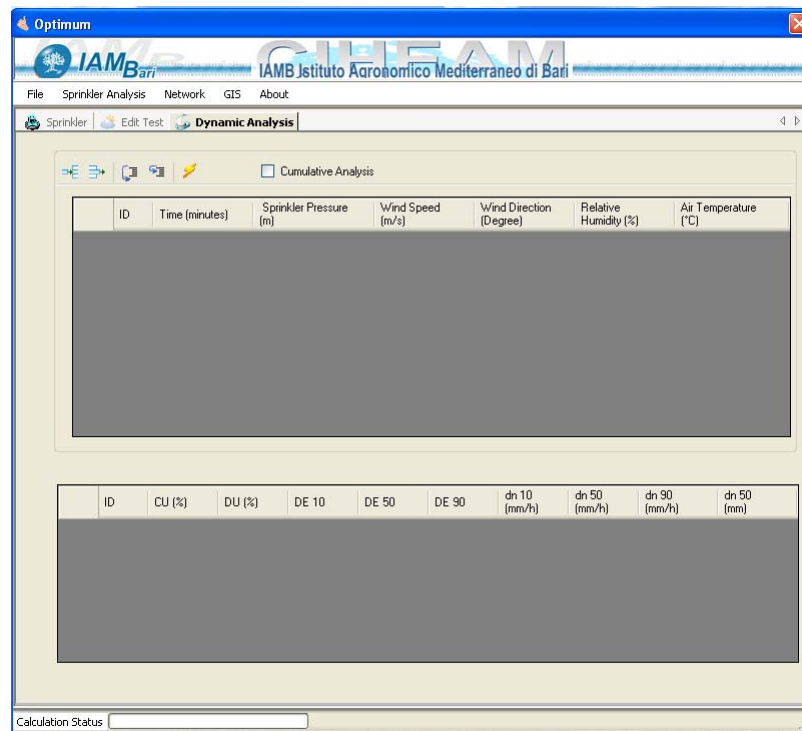 Optimum
IAMBari
CIHEAM
IAMB Jstituto Agronomico Mediterraneo di Bari
File Sprinkler Analysis Network GIS About
Sprinkler Edit Test Dynamic Analysis
Cumulative Analysis
ID Time (minutes) Sprinkler Pressure (m) Wind Speed (m/s) Wind Direction (Degree) Relative Humidity (%) Air Temperature (°C)
ID CU (%) DU (%) DE 10 DE 50 DE 90 dn 10 (mm/h) dn 50 (mm/h) dn 90 (mm/h) dn 50 (mm)
Calculation Status